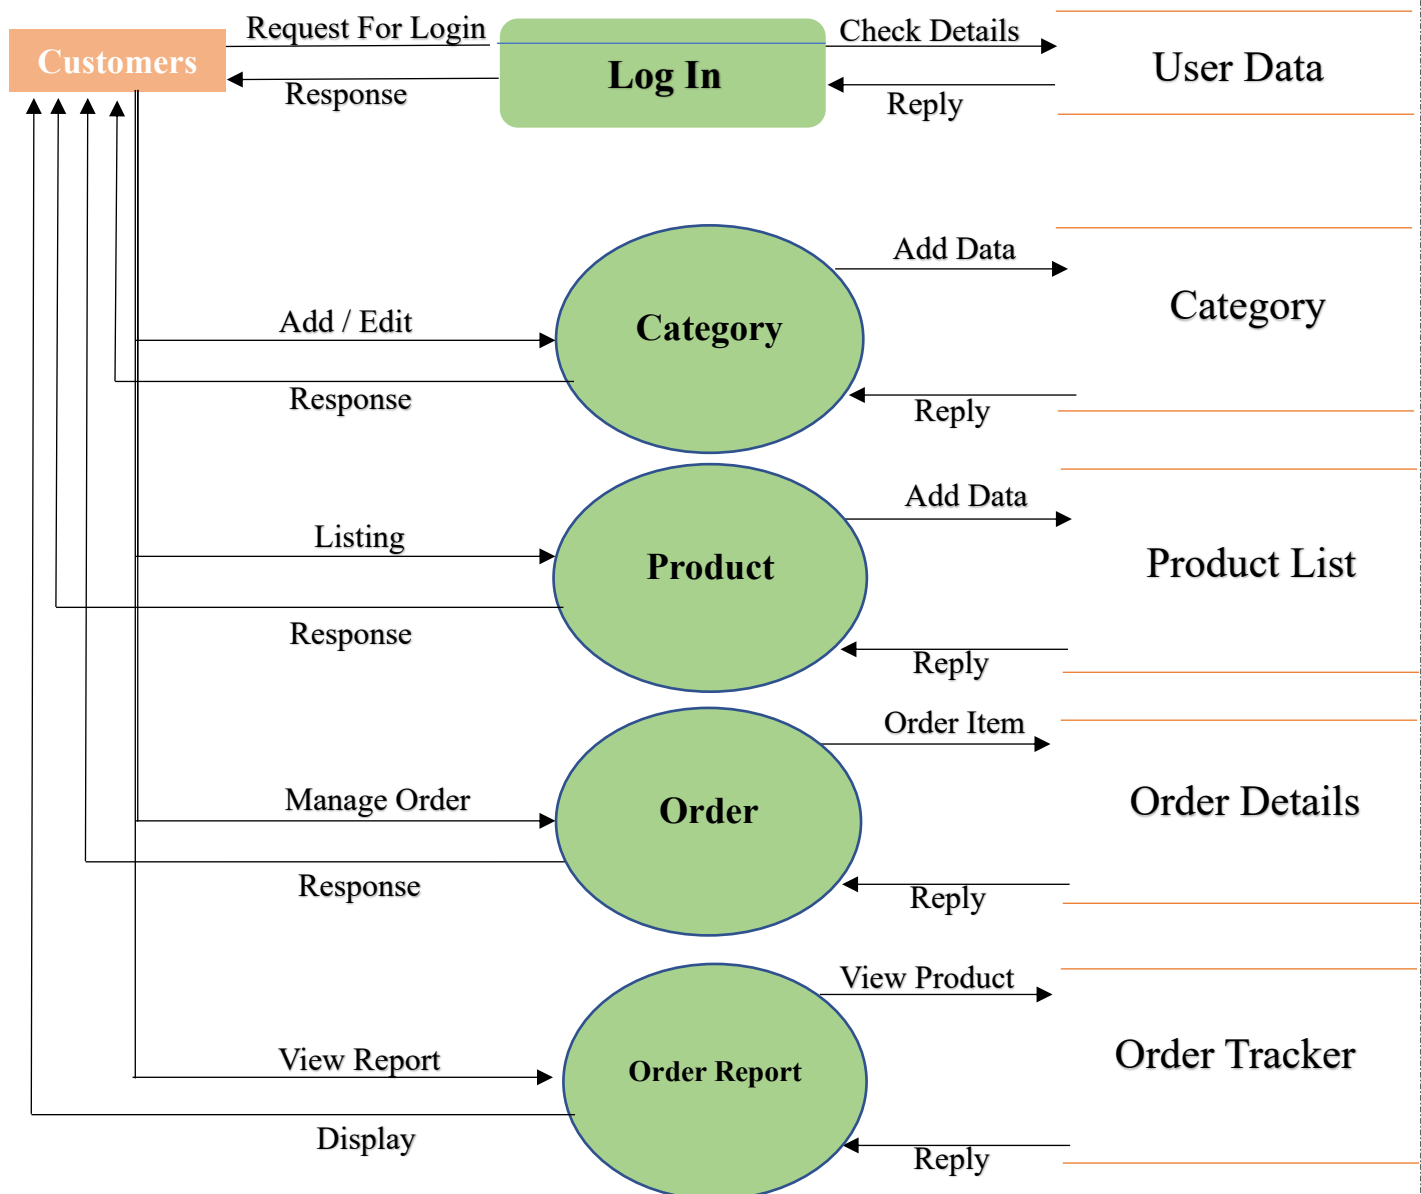 Request For Login
Check Details
Customers
Log In
User Data
Response
Reply
Add Data
Category
Add / Edit
Category
Response
Reply
Add Data
Listing
Product
Product List
Response
Reply
Order Item
Manage Order
Order
Order Details
Response
Reply
View Product
View Report
Order Report
Order Tracker
Display
Reply